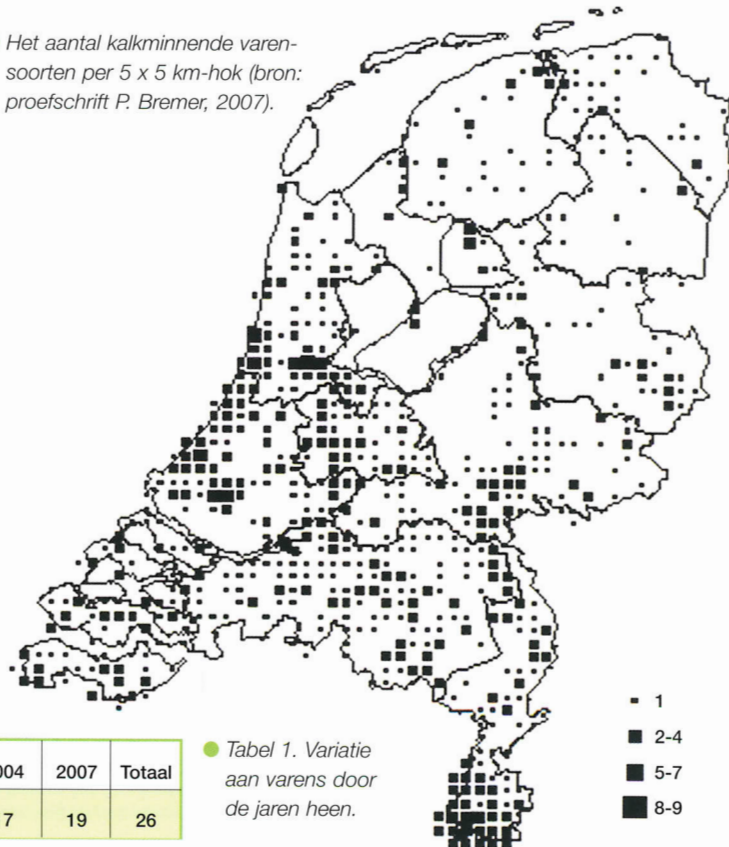 Het aantal kalkminnende varen-
soorten per 5 x 5 km-hok (bron:
proefschrift P. Bremer, 2007).
1
2-4
5-7
8-9
004 2007 Totaal
7 19 26
Tabel 1. Variatie
aan varens door
de jaren heen.